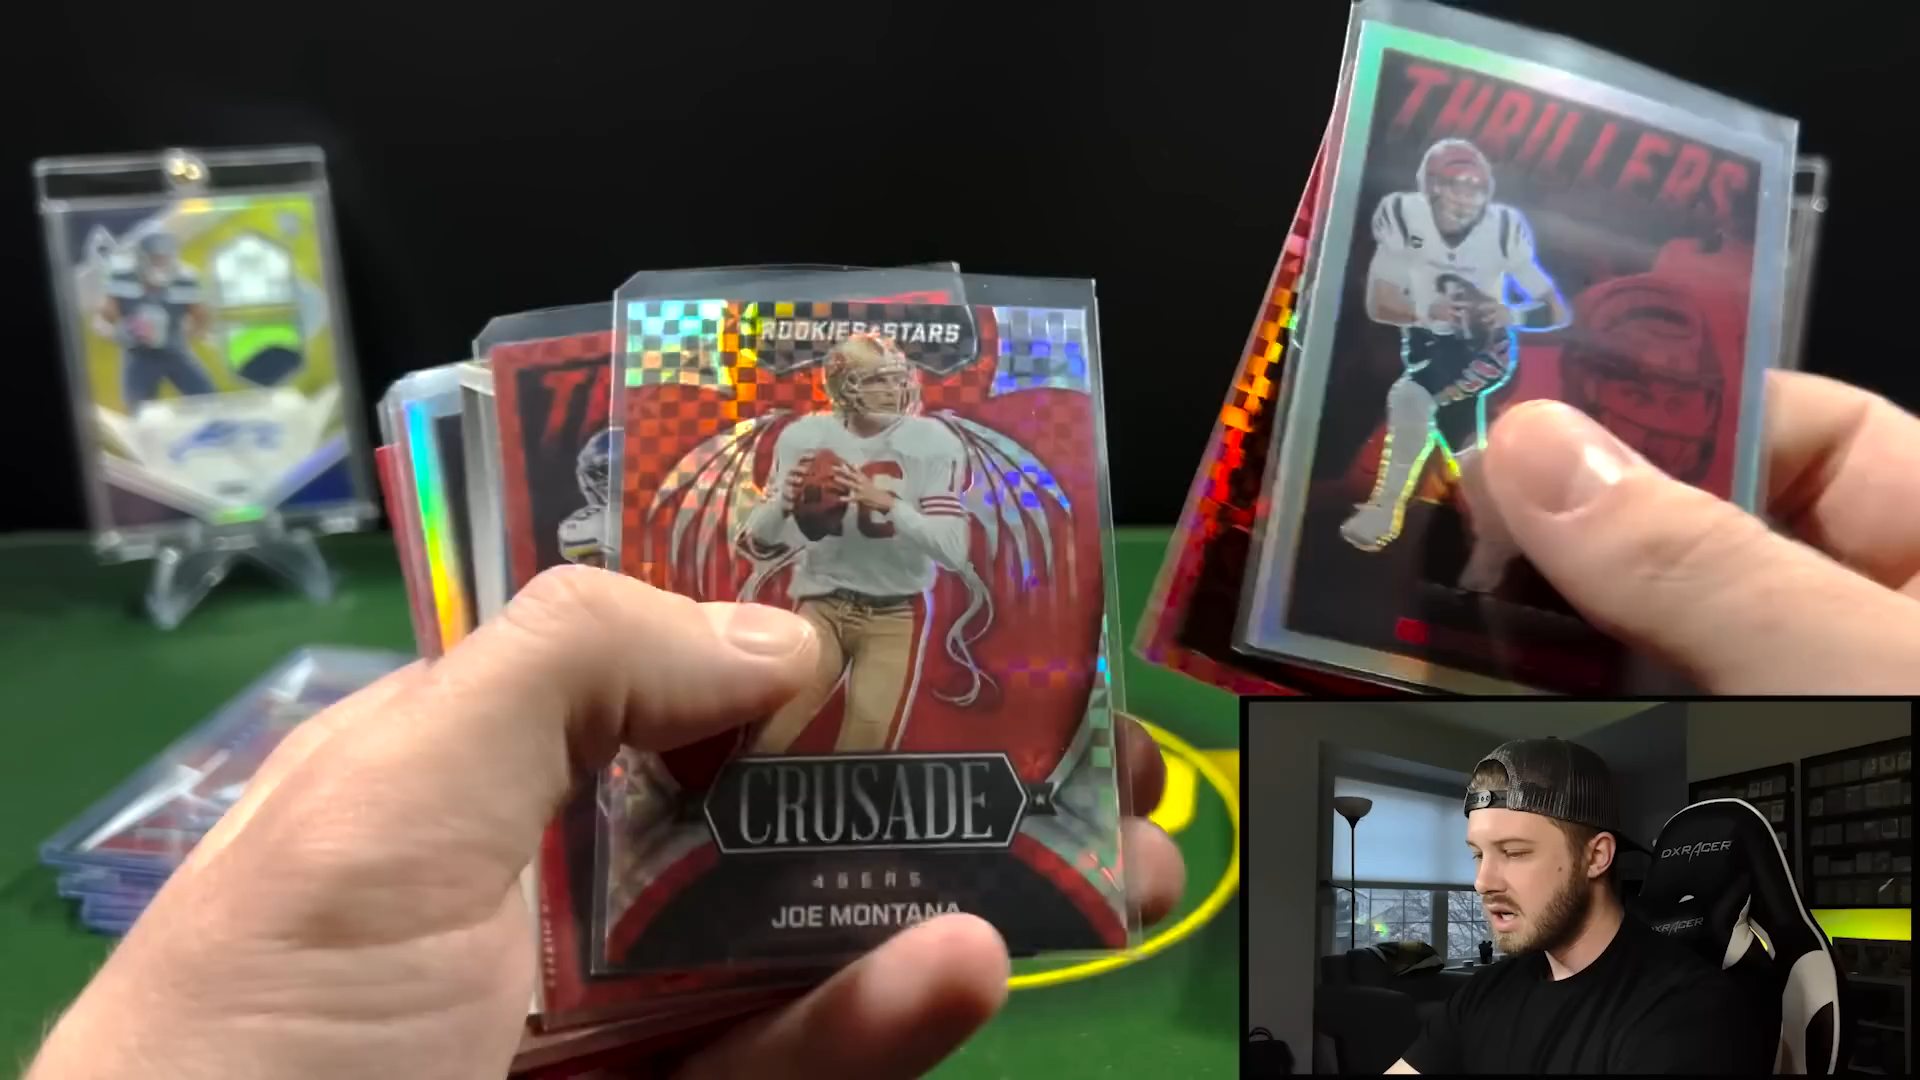 THRILLERS
ROOKIES & STARS
CRUSADE
49ERS
JOE MONTANA
DXRACER
DXRACER